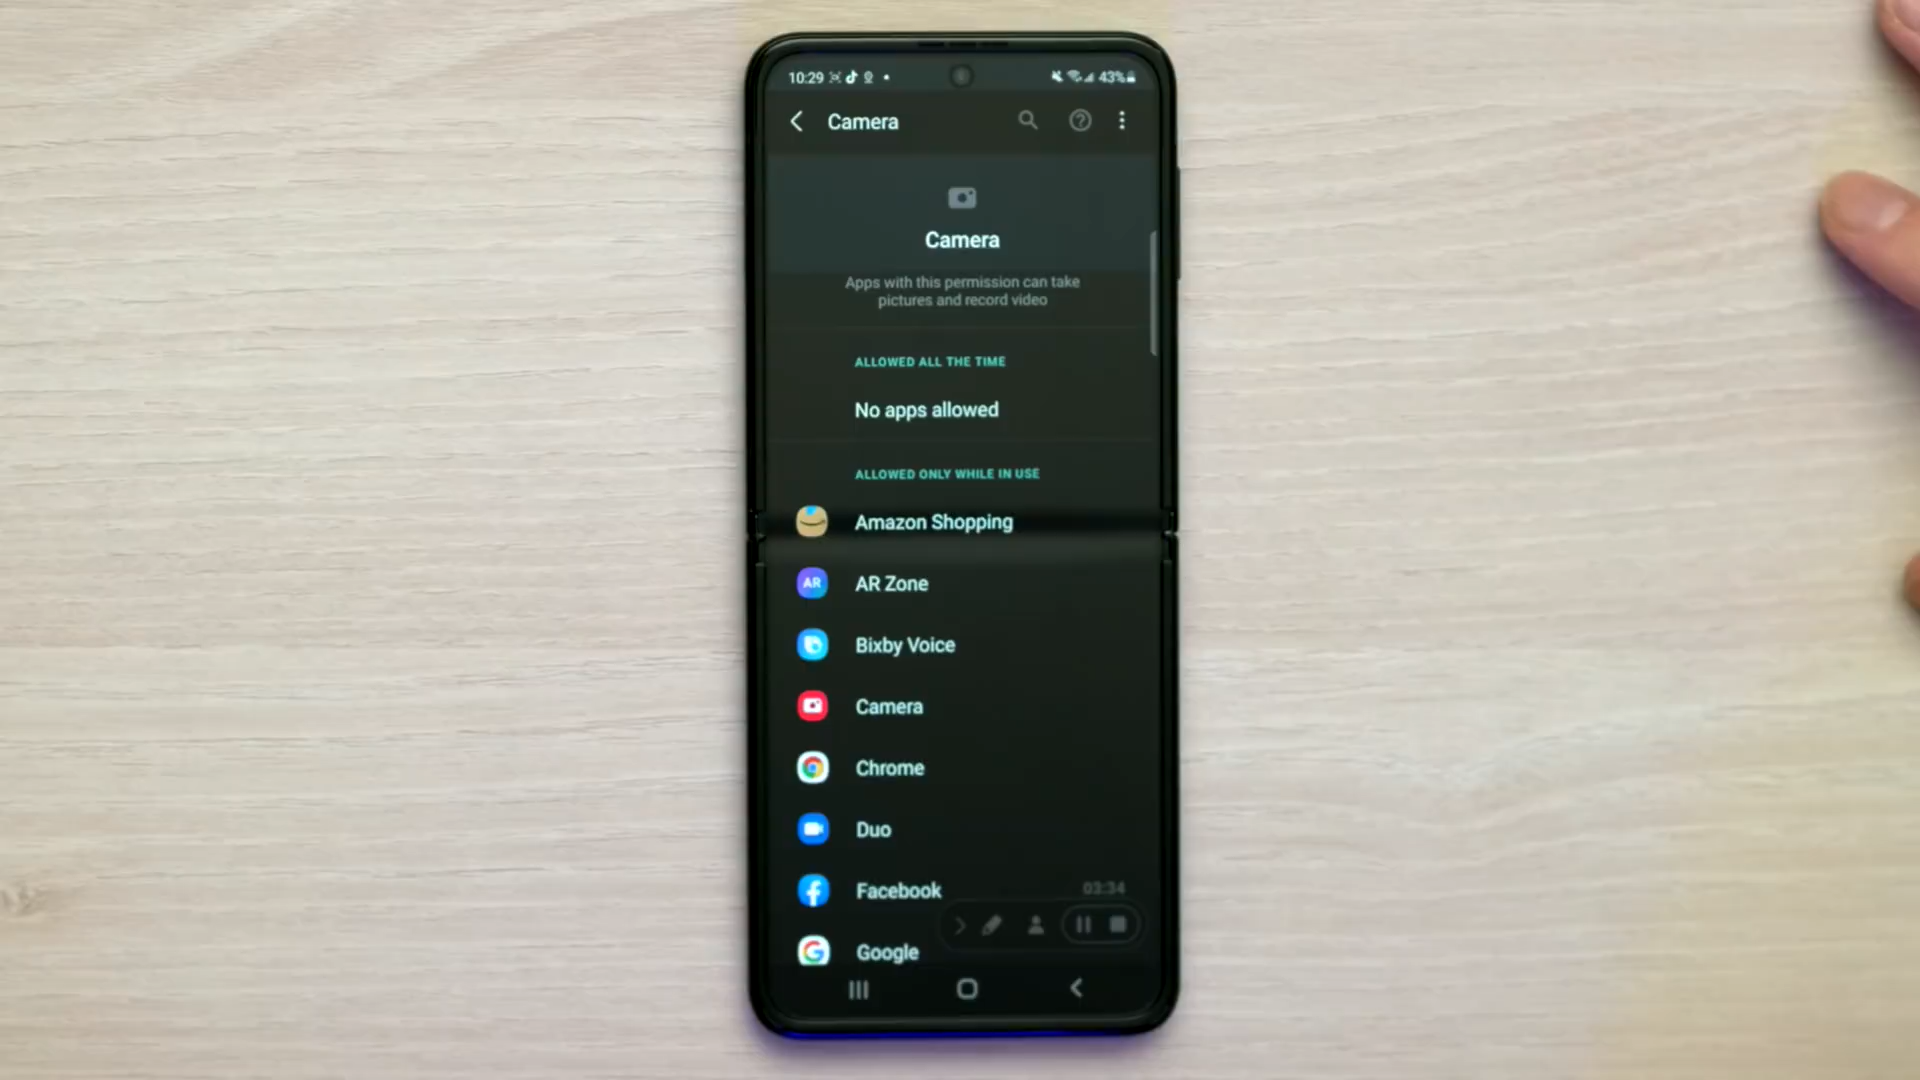 10:29 43%
Camera
Camera
Apps with this permission can take
pictures and record video
ALLOWED ALL THE TIME
No apps allowed
ALLOWED ONLY WHILE IN USE
Amazon Shopping
AR AR Zone
Bixby Voice
Camera
Chrome
Duo
Facebook
03:34
Google